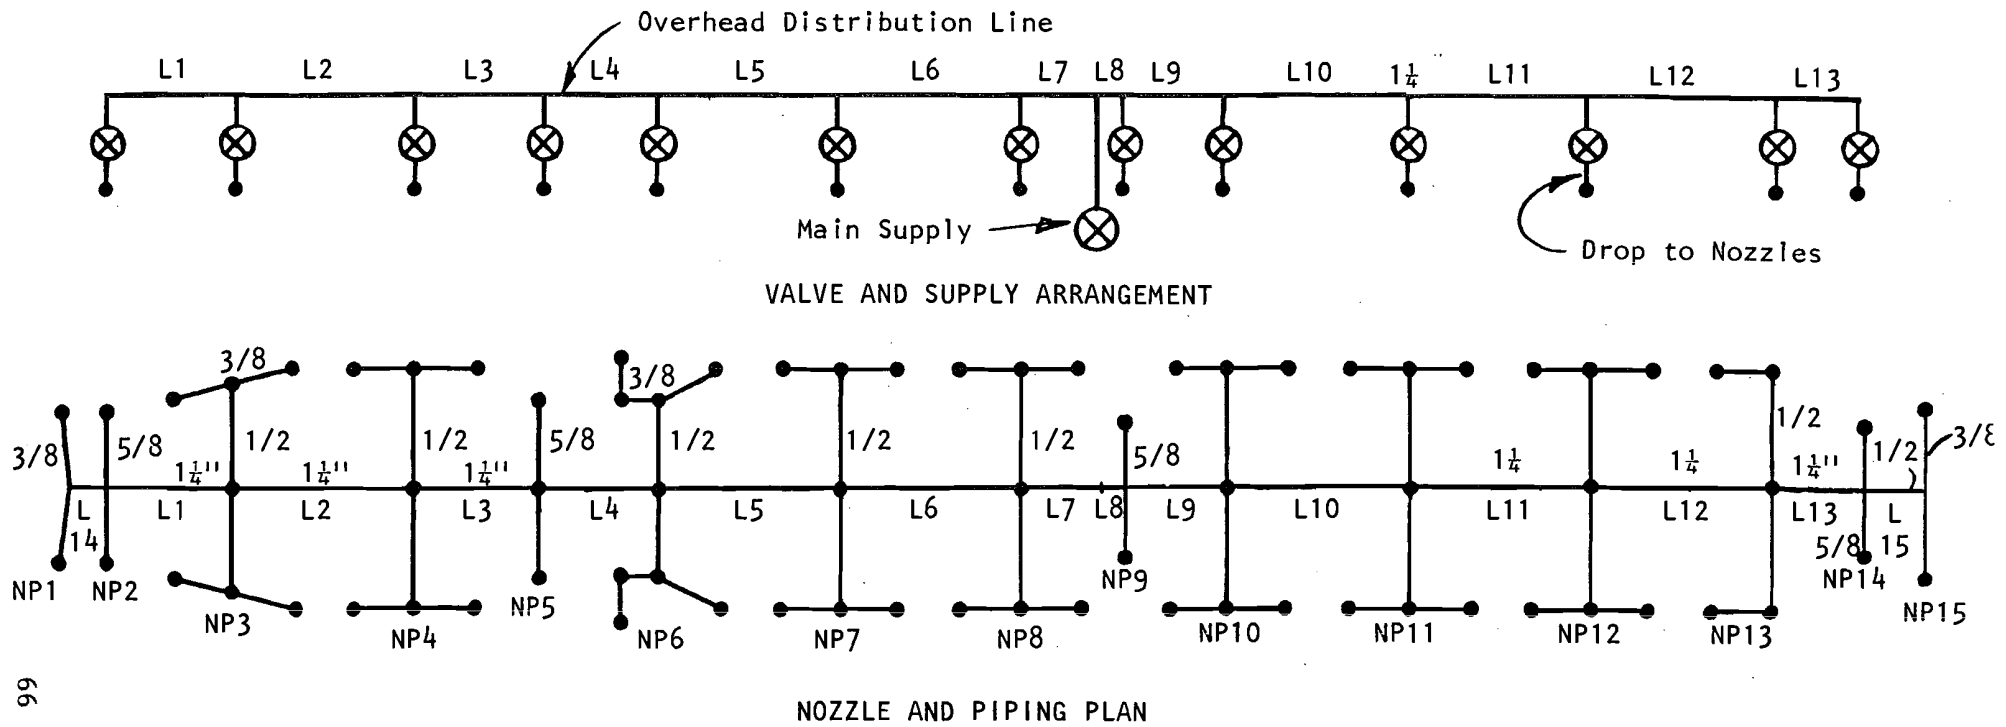 Overhead Distribution Line
L1 L2 L3 L4 L5 L6 L7 L8 L9 L10 1¼ L11 L12 L13
Main Supply
Drop to Nozzles
VALVE AND SUPPLY ARRANGEMENT
3/8
3/8
3/8 5/8 1/2 1/2 5/8 1/2 1/2 1/2 5/8 1/2 1/2 3/8
1¼" 1¼" 1¼" 1¼ 1¼ 1¼"
L L1 L2 L3 L4 L5 L6 L7 L8 L9 L10 L11 L12 L13 L
14 5/8 15
NP1 NP2 NP3 NP4 NP5 NP6 NP7 NP8 NP9 NP10 NP11 NP12 NP13 NP14 NP15
99
NOZZLE AND PIPING PLAN